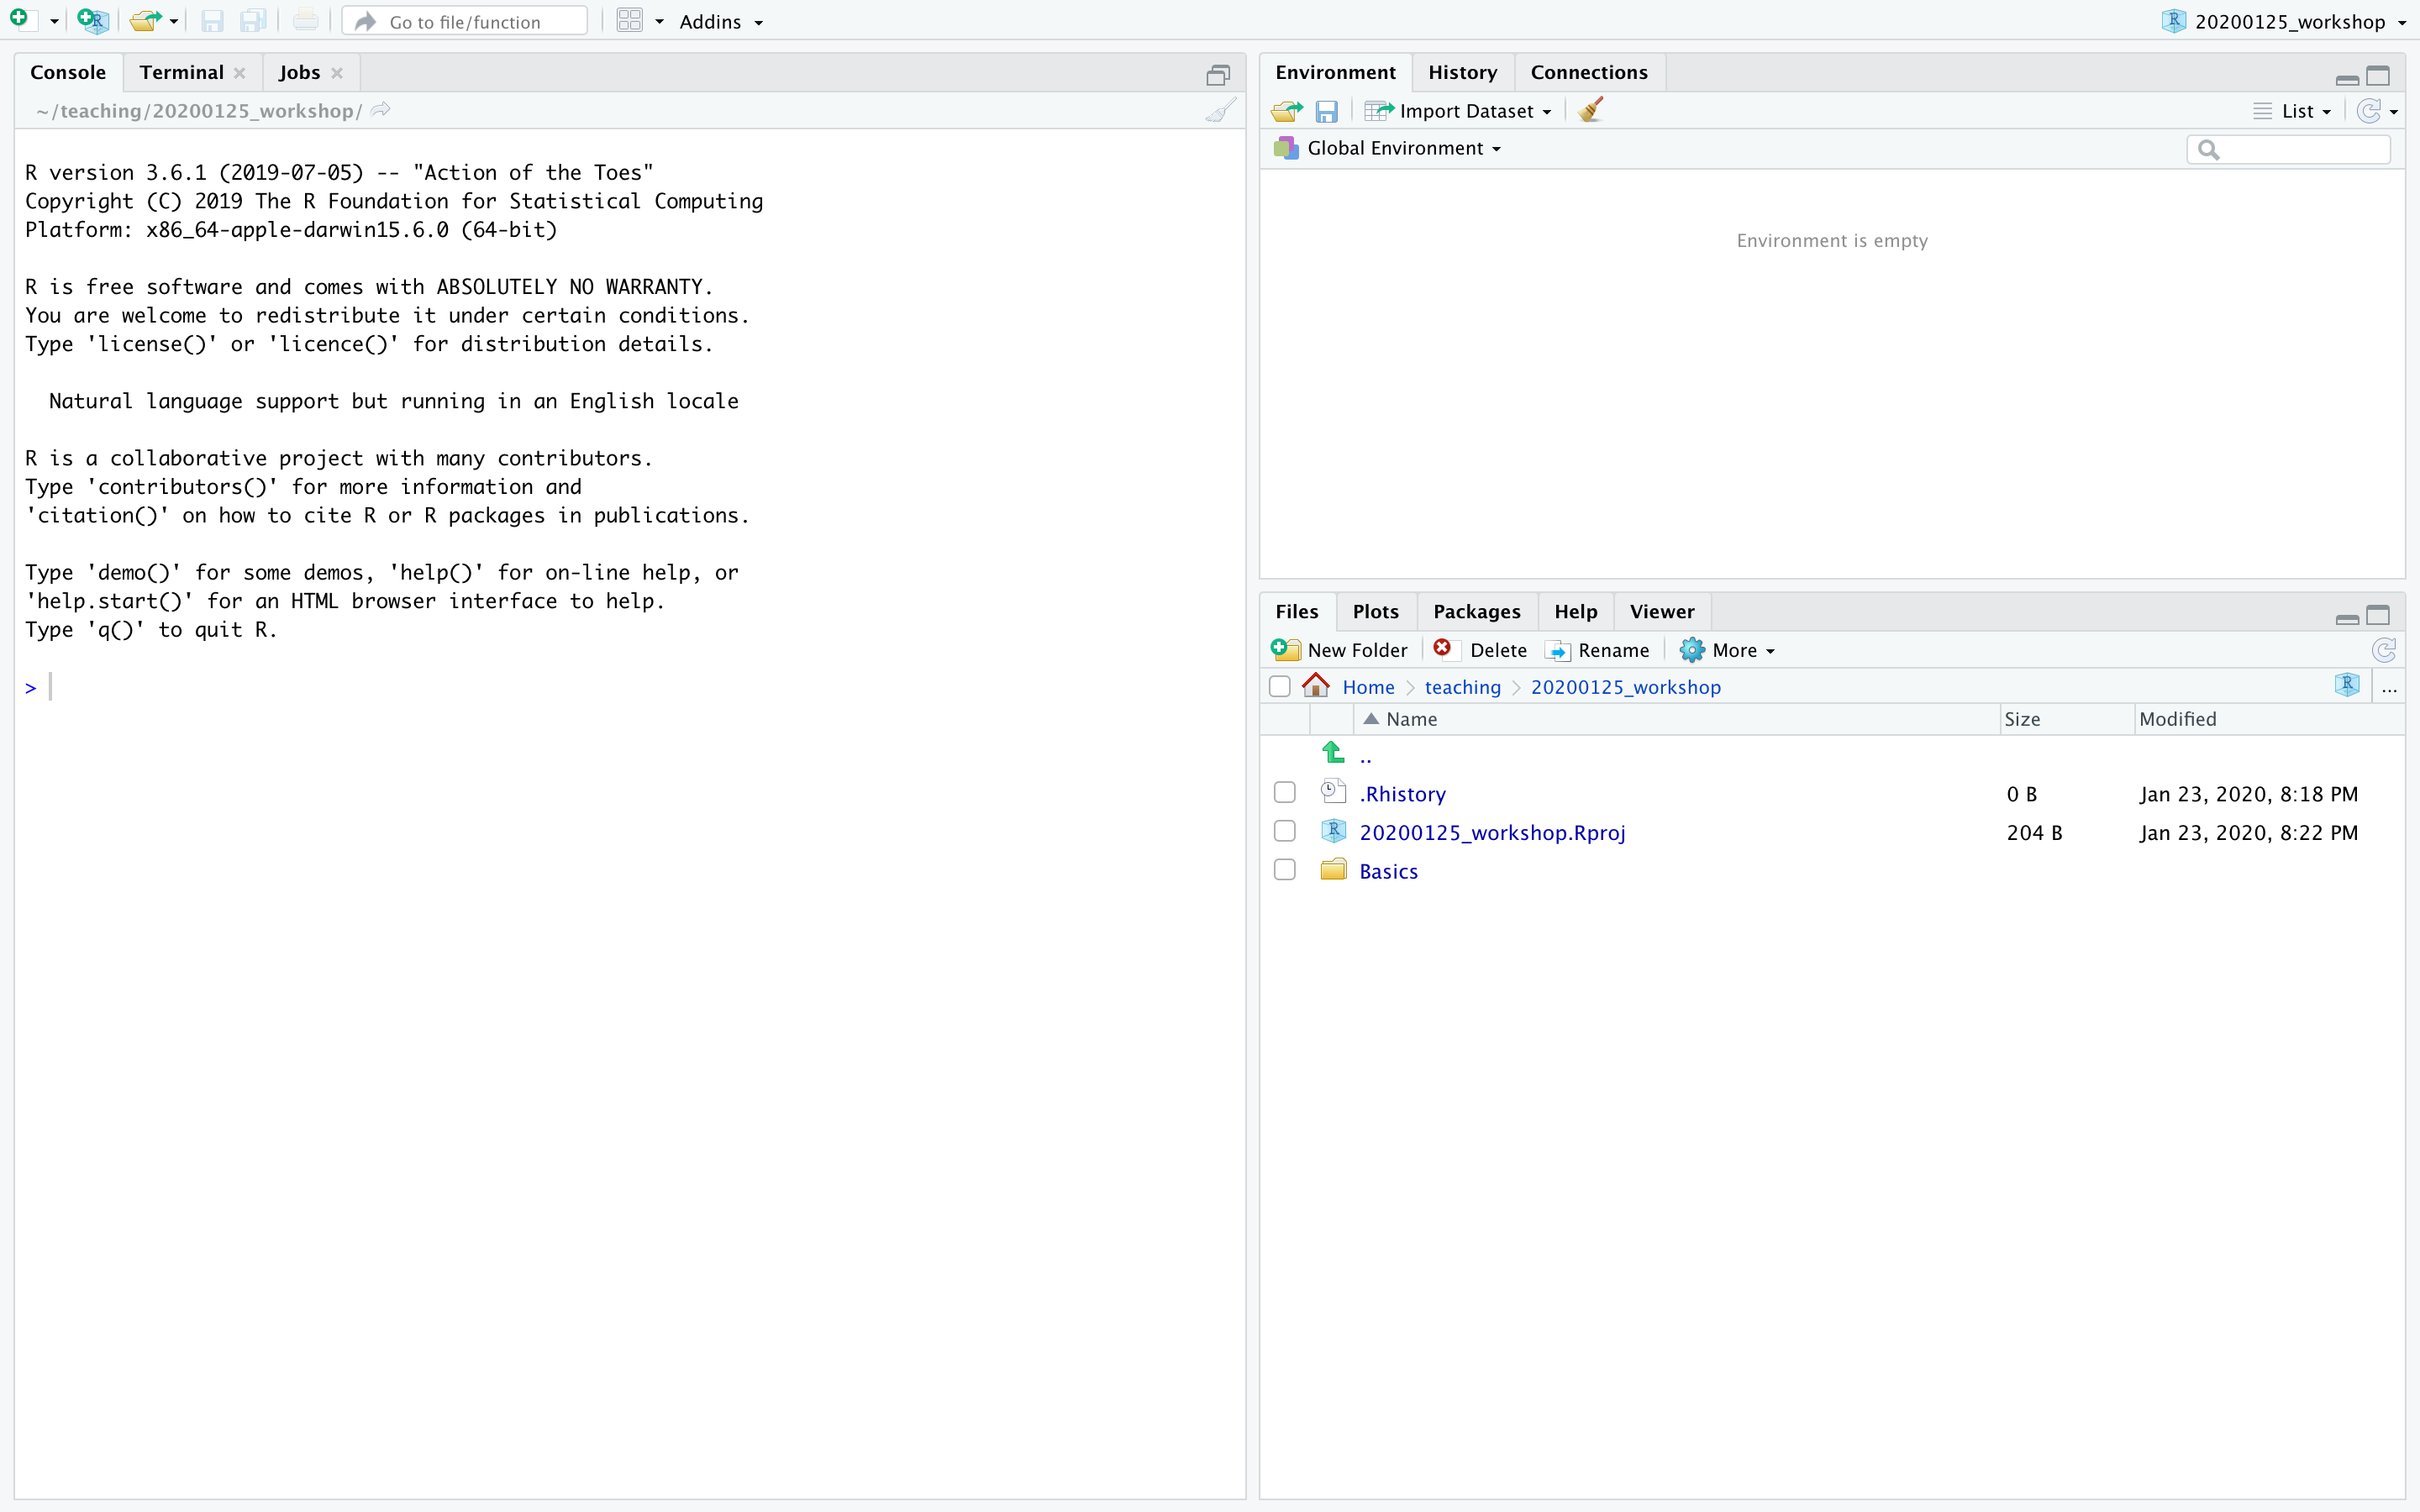 Go to file/function
Addins
20200125_workshop
Console
Terminal
Jobs
~/teaching/20200125_workshop/
R version 3.6.1 (2019-07-05) -- "Action of the Toes"
Copyright (C) 2019 The R Foundation for Statistical Computing
Platform: x86_64-apple-darwin15.6.0 (64-bit)
R is free software and comes with ABSOLUTELY NO WARRANTY.
You are welcome to redistribute it under certain conditions.
Type 'license()' or 'licence()' for distribution details.
Natural language support but running in an English locale
R is a collaborative project with many contributors.
Type 'contributors()' for more information and
'citation()' on how to cite R or R packages in publications.
Type 'demo()' for some demos, 'help()' for on-line help, or
'help.start()' for an HTML browser interface to help.
Type 'q()' to quit R.
>
Environment
History
Connections
Import Dataset
List
Global Environment
Environment is empty
Files
Plots
Packages
Help
Viewer
New Folder
Delete
Rename
More
Home
teaching
20200125_workshop
...
Name
Size
Modified
..
.Rhistory 0 B Jan 23, 2020, 8:18 PM
20200125_workshop.Rproj 204 B Jan 23, 2020, 8:22 PM
Basics